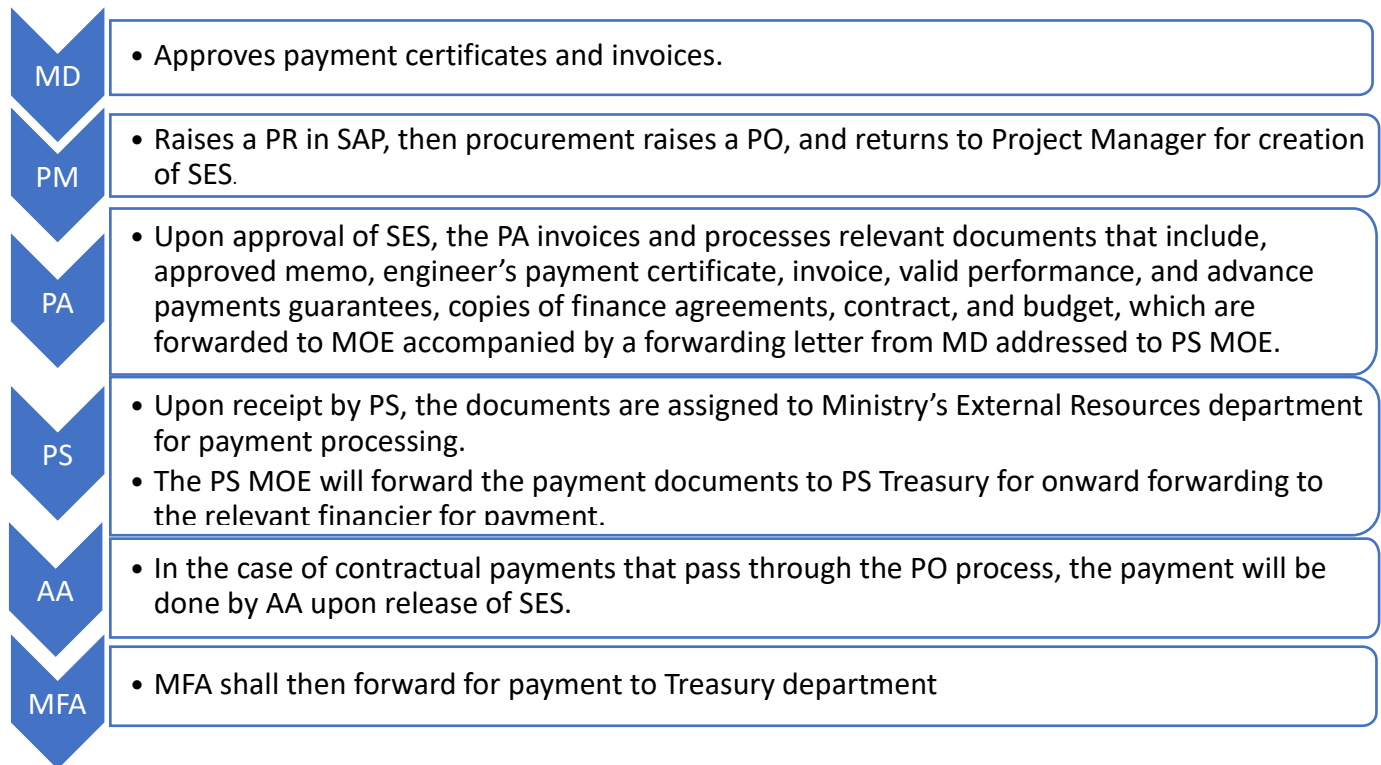 MD
• Approves payment certificates and invoices.
PM
• Raises a PR in SAP, then procurement raises a PO, and returns to Project Manager for creation
of SES.
PA
• Upon approval of SES, the PA invoices and processes relevant documents that include,
approved memo, engineer’s payment certificate, invoice, valid performance, and advance
payments guarantees, copies of finance agreements, contract, and budget, which are
forwarded to MOE accompanied by a forwarding letter from MD addressed to PS MOE.
PS
• Upon receipt by PS, the documents are assigned to Ministry’s External Resources department
for payment processing.
• The PS MOE will forward the payment documents to PS Treasury for onward forwarding to
the relevant financier for payment.
AA
• In the case of contractual payments that pass through the PO process, the payment will be
done by AA upon release of SES.
MFA
• MFA shall then forward for payment to Treasury department